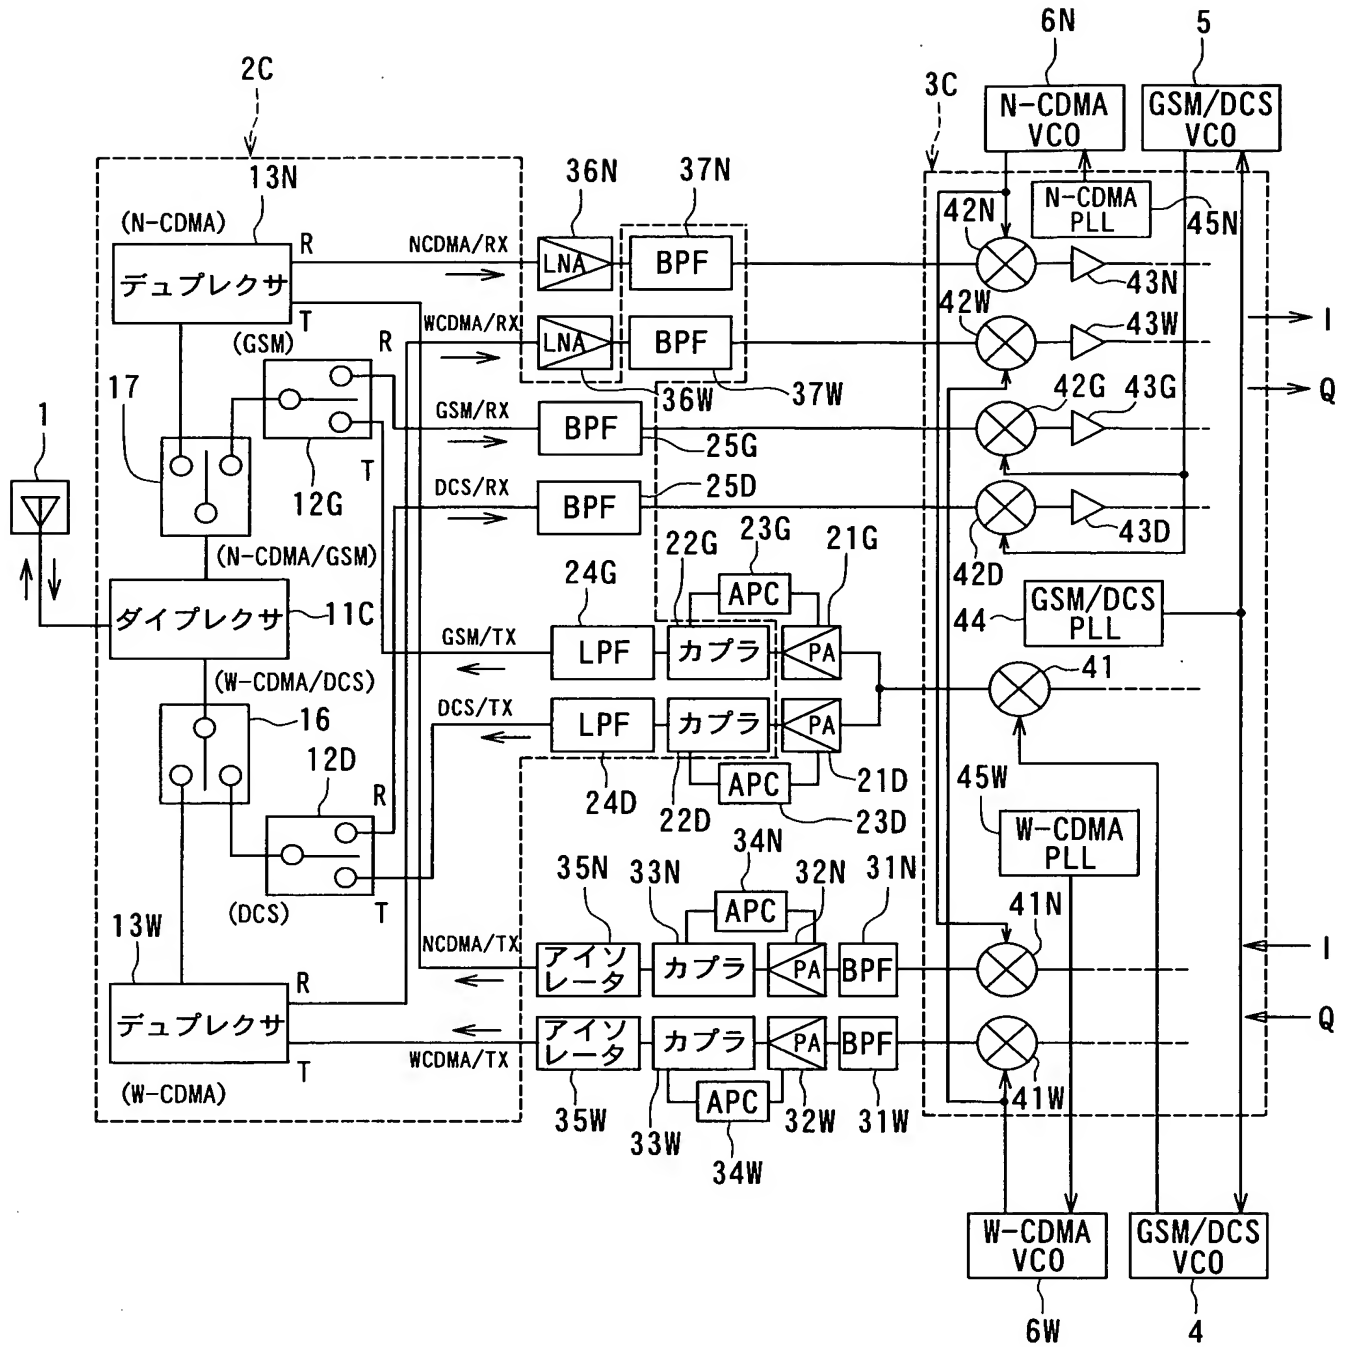 6N
5
2C
3C
N-CDMA
VCO
GSM/DCS
VCO
13N
36N
37N
N-CDMA
PLL
45N
(N-CDMA)
R
NCDMA/RX
42N
デュプレクサ
LNA
BPF
43N
T
WCDMA/RX
42W
43W
I
(GSM)
R
LNA
BPF
17
36W
37W
42G
43G
Q
1
GSM/RX
BPF
25G
T
12G
DCS/RX
BPF
25D
43D
(N-CDMA/GSM)
23G
21G
42D
22G
24G
APC
GSM/DCS
PLL
44
ダイプレクサ
11C
GSM/TX
LPF
カプラ
PA
41
(W-CDMA/DCS)
DCS/TX
LPF
カプラ
PA
16
12D
APC
21D
45W
R
24D
22D
23D
W-CDMA
PLL
34N
35N
33N
32N
31N
(DCS)
T
APC
41N
13W
NCDMA/TX
アイソ
レータ
カプラ
PA
BPF
I
R
デュプレクサ
アイソ
レータ
カプラ
PA
BPF
Q
T
WCDMA/TX
(W-CDMA)
APC
41W
35W
33W
32W
31W
34W
W-CDMA
VCO
GSM/DCS
VCO
6W
4